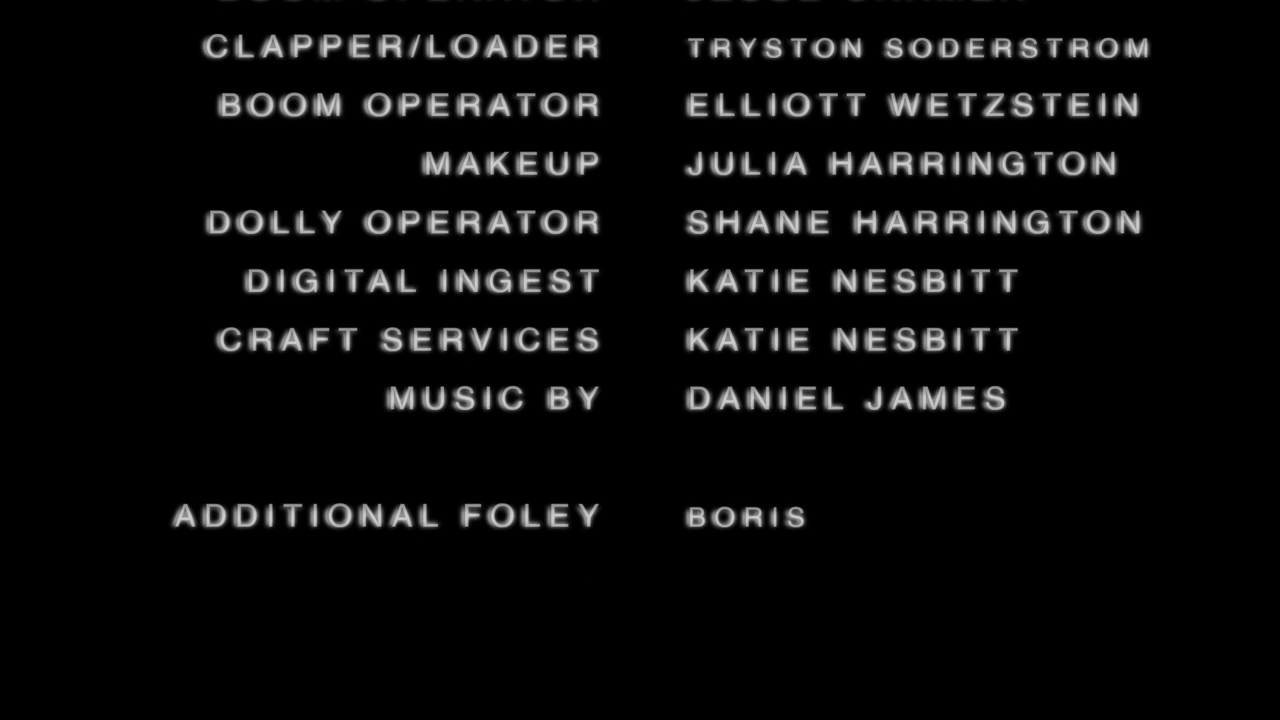 CLAPPER/LOADER TRYSTON SODERSTROM
BOOM OPERATOR ELLIOTT WETZSTEIN
MAKEUP JULIA HARRINGTON
DOLLY OPERATOR SHANE HARRINGTON
DIGITAL INGEST KATIE NESBITT
CRAFT SERVICES KATIE NESBITT
MUSIC BY DANIEL JAMES
ADDITIONAL FOLEY BORIS